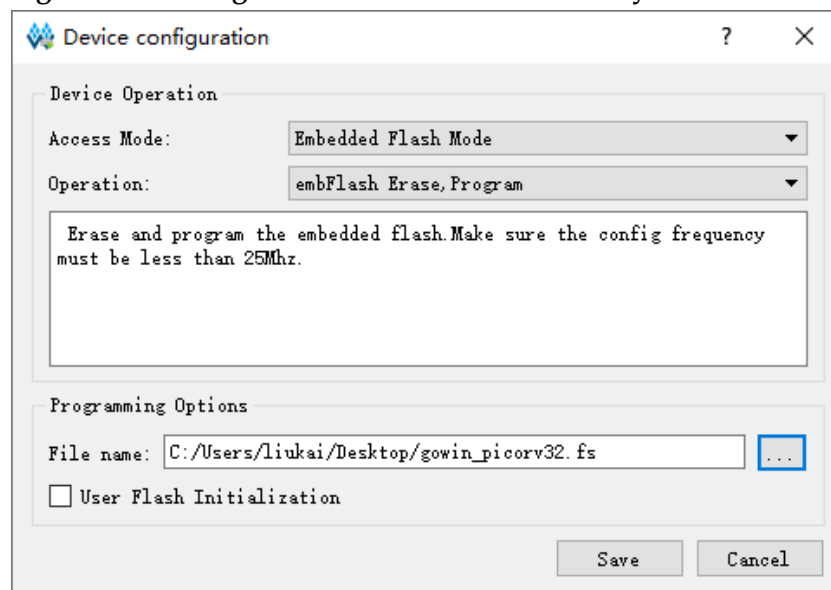 Device configuration
?
Device Operation
Access Mode:
Embedded Flash Mode
Operation:
embFlash Erase,Program
Erase and program the embedded flash.Make sure the config frequency
must be less than 25Mhz.
Programming Options
File name:
C:/Users/liukai/Desktop/gowin_picorv32.fs
...
User Flash Initialization
Save
Cancel